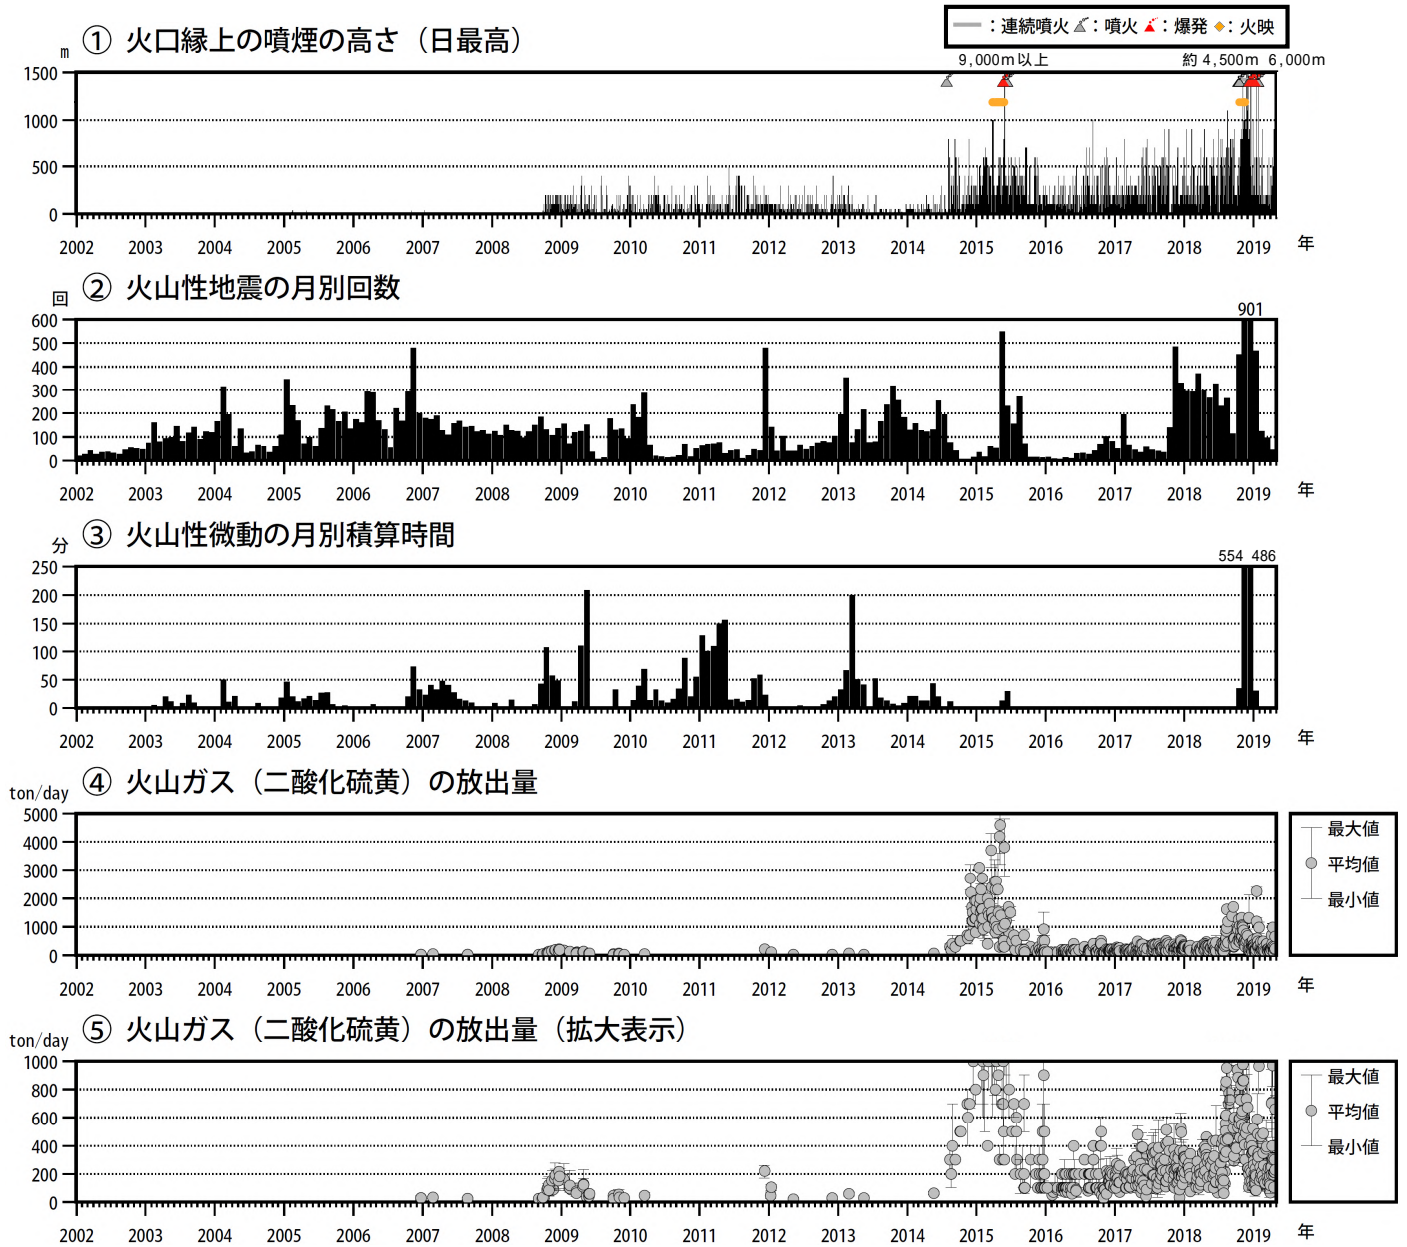 ：連続噴火 ：噴火 ：爆発 ：火映
① 火口縁上の噴煙の高さ（日最高）
m
9,000m以上 約4,500m 6,000m
1500
1000
500
0
2002 2003 2004 2005 2006 2007 2008 2009 2010 2011 2012 2013 2014 2015 2016 2017 2018 2019 年
② 火山性地震の月別回数
回
901
600
500
400
300
200
100
0
2002 2003 2004 2005 2006 2007 2008 2009 2010 2011 2012 2013 2014 2015 2016 2017 2018 2019 年
③ 火山性微動の月別積算時間
分
554 486
250
200
150
100
50
0
2002 2003 2004 2005 2006 2007 2008 2009 2010 2011 2012 2013 2014 2015 2016 2017 2018 2019 年
④ 火山ガス（二酸化硫黄）の放出量
ton/day
5000
4000
3000
2000
1000
0
最大値
平均値
最小値
2002 2003 2004 2005 2006 2007 2008 2009 2010 2011 2012 2013 2014 2015 2016 2017 2018 2019 年
⑤ 火山ガス（二酸化硫黄）の放出量（拡大表示）
ton/day
1000
800
600
400
200
0
最大値
平均値
最小値
2002 2003 2004 2005 2006 2007 2008 2009 2010 2011 2012 2013 2014 2015 2016 2017 2018 2019 年